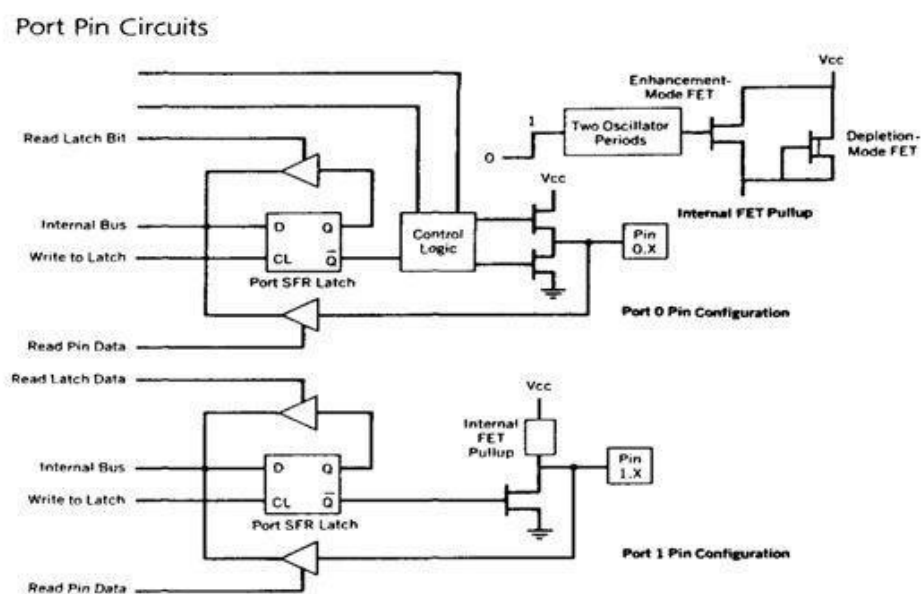 Port Pin Circuits
Vcc
Enhancement-
Mode FET
1
Two Oscillator
Periods
0
Depletion-
Mode FET
Internal FET Pullup
Read Latch Bit
Vcc
Internal Bus
D
Q
Control
Logic
Pin
0.X
Write to Latch
CL
Q̅
Port SFR Latch
Port 0 Pin Configuration
Read Pin Data
Read Latch Data
Vcc
Internal
FET
Pullup
Internal Bus
D
Q
Pin
1.X
Write to Latch
CL
Q̅
Port SFR Latch
Port 1 Pin Configuration
Read Pin Data